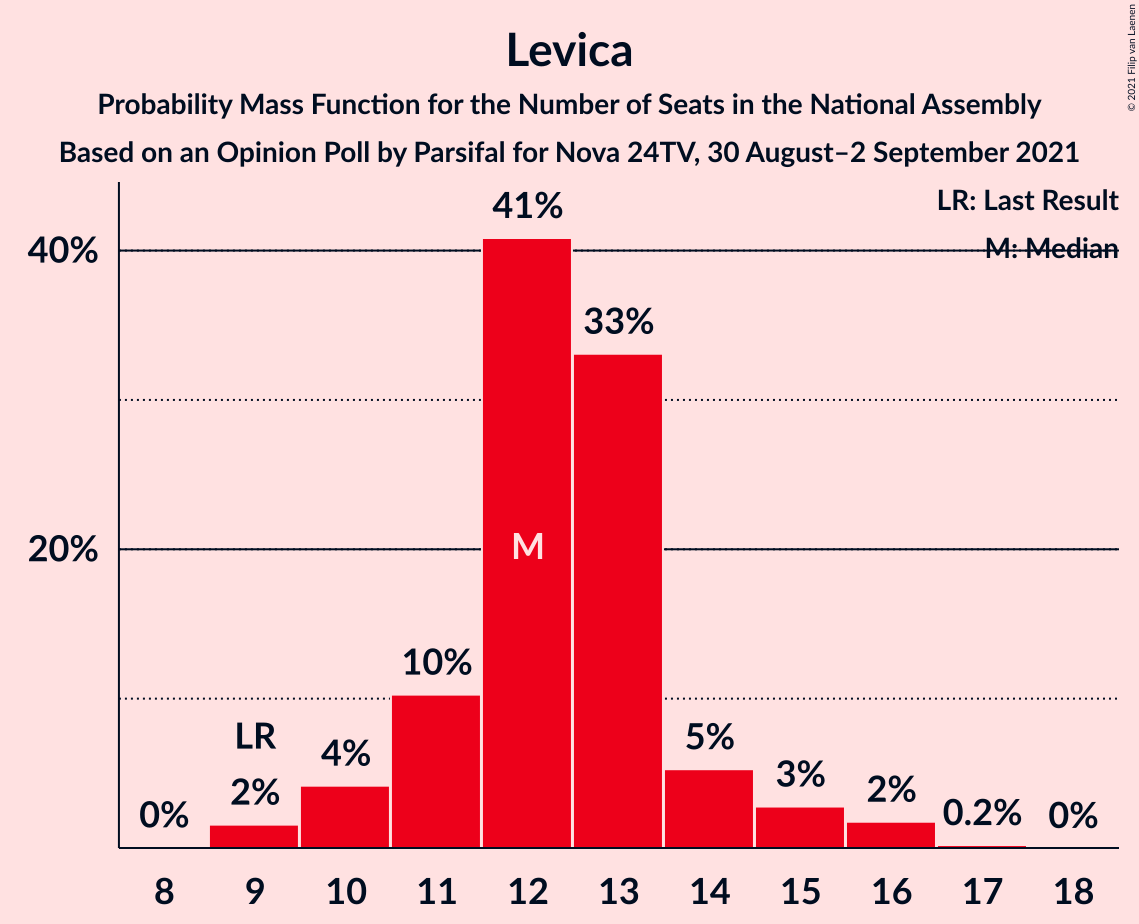 Levica
Probability Mass Function for the Number of Seats in the National Assembly
Based on an Opinion Poll by Parsifal for Nova 24TV, 30 August–2 September 2021
© 2021 Filip van Laenen
LR: Last Result
M: Median
40%
20%
0%
LR
2%
4%
10%
41%
M
33%
5%
3%
2%
0.2%
0%
8 9 10 11 12 13 14 15 16 17 18